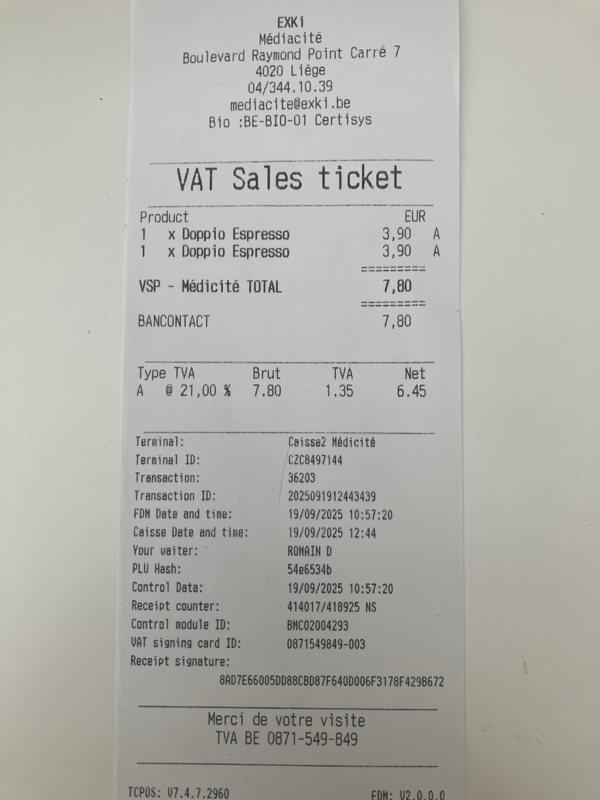 EXKi
Médiacité
Boulevard Raymond Point Carré 7
4020 Liège
04/344.10.39
mediacite@exki.be
Bio :BE-BIO-01 Certisys
VAT Sales ticket
Product EUR
1 x Doppio Espresso 3,90 A
1 x Doppio Espresso 3,90 A
=========
VSP - Médicité TOTAL 7,80
=========
BANCONTACT 7,80
Type TVA Brut TVA Net
A @ 21,00 % 7.80 1.35 6.45
Terminal: Caisse2 Médicité
Terminal ID: CZC8497144
Transaction: 36203
Transaction ID: 2025091912443439
FDM Date and time: 19/09/2025 10:57:20
Caisse Date and time: 19/09/2025 12:44
Your waiter: ROMAIN D
PLU Hash: 54e6534b
Control Data: 19/09/2025 10:57:20
Receipt counter: 414017/418925 NS
Control module ID: BMC02004293
VAT signing card ID: 0871549849-003
Receipt signature:
8AD7E66005DD88CBD87F640D006F3178F429B672
Merci de votre visite
TVA BE 0871-549-849
TCPOS: V7.4.7.2960 FDM: V2.0.0.0